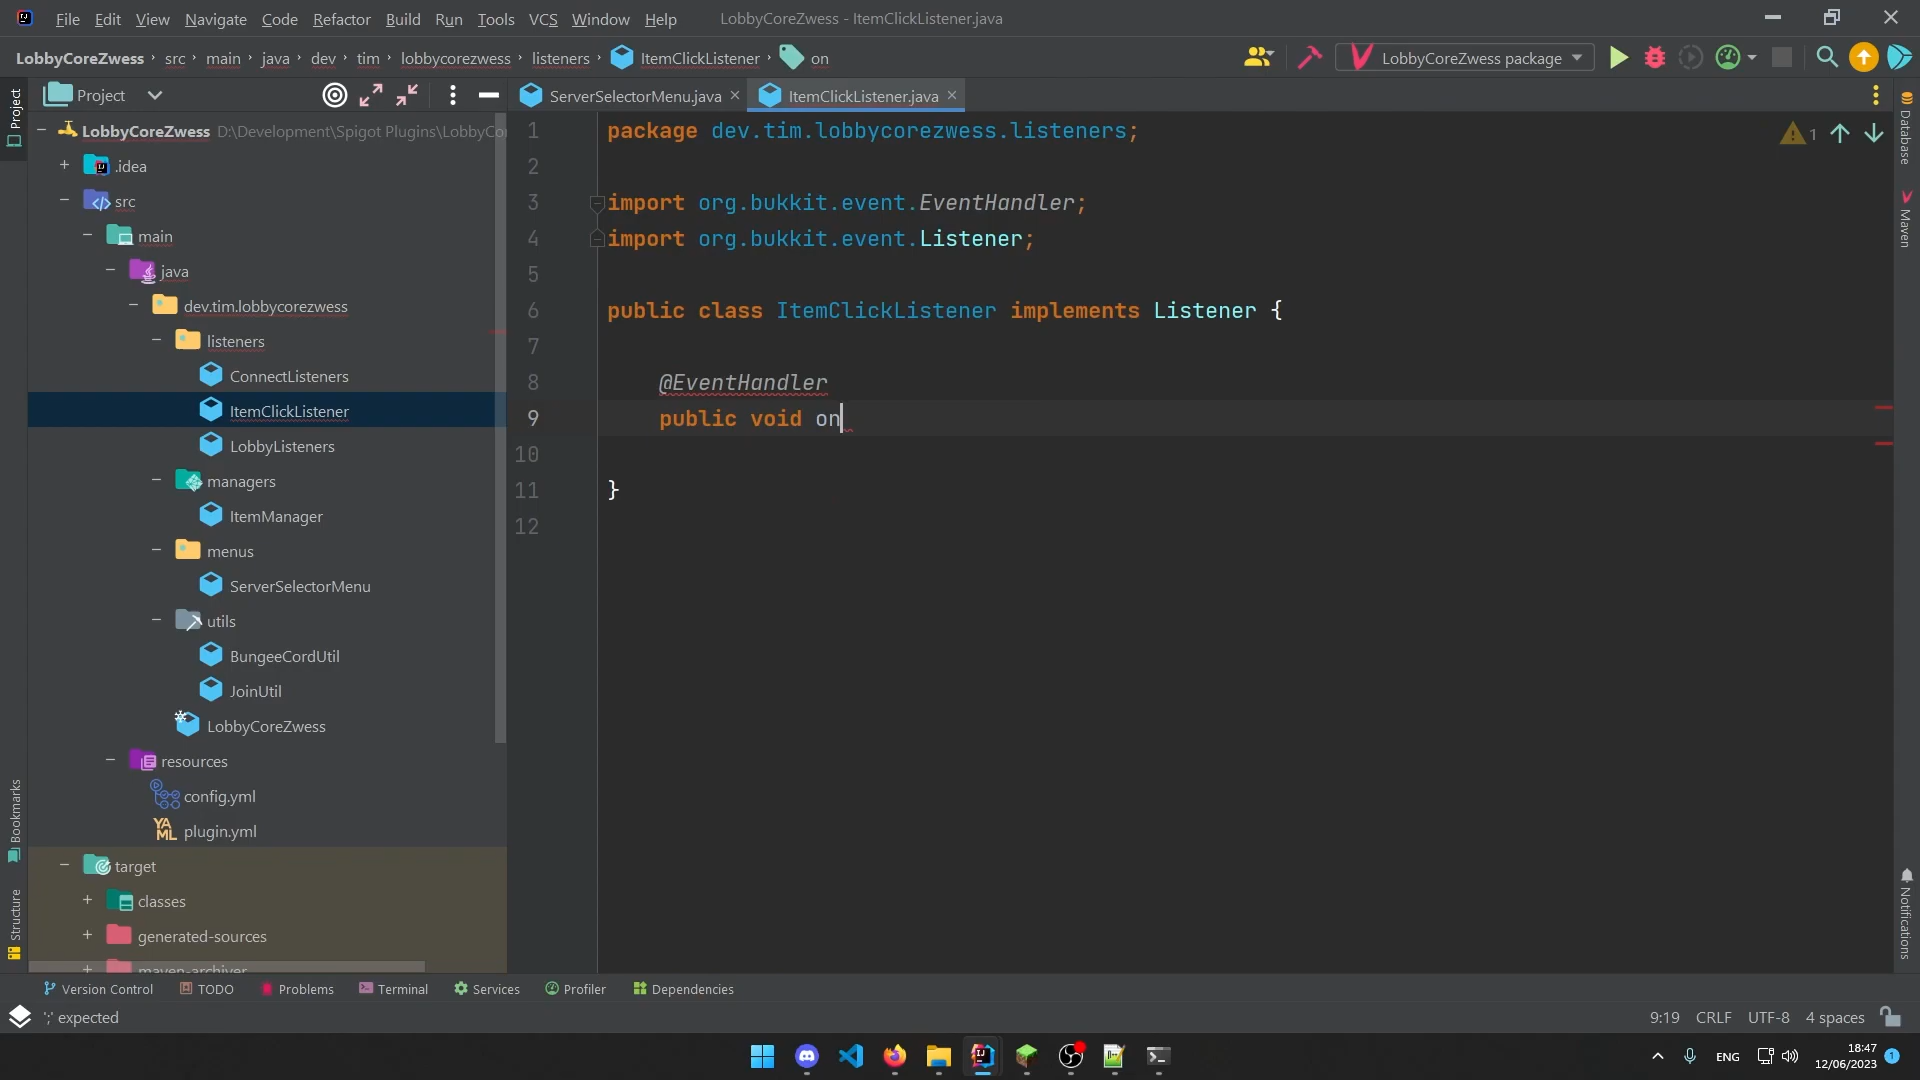 File Edit View Navigate Code Refactor Build Run Tools VCS Window Help LobbyCoreZwess - ItemClickListener.java
LobbyCoreZwess › src › main › java › dev › tim › lobbycorezwess › listeners › ItemClickListener › on LobbyCoreZwess package
Project ServerSelectorMenu.java ItemClickListener.java
LobbyCoreZwess D:\Development\Spigot Plugins\LobbyCor
.idea
src
main
java
dev.tim.lobbycorezwess
listeners
ConnectListeners
ItemClickListener
LobbyListeners
managers
ItemManager
menus
ServerSelectorMenu
utils
BungeeCordUtil
JoinUtil
LobbyCoreZwess
resources
config.yml
YAML plugin.yml
target
classes
generated-sources
maven-archiver
1 package dev.tim.lobbycorezwess.listeners;
2
3 import org.bukkit.event.EventHandler;
4 import org.bukkit.event.Listener;
5
6 public class ItemClickListener implements Listener {
7
8 @EventHandler
9 public void on
10
11 }
12
1
Project
Bookmarks
Structure
Database
Maven
Notifications
Version Control TODO Problems Terminal Services Profiler Dependencies
';' expected 9:19 CRLF UTF-8 4 spaces
ENG 18:47
12/06/2023 1